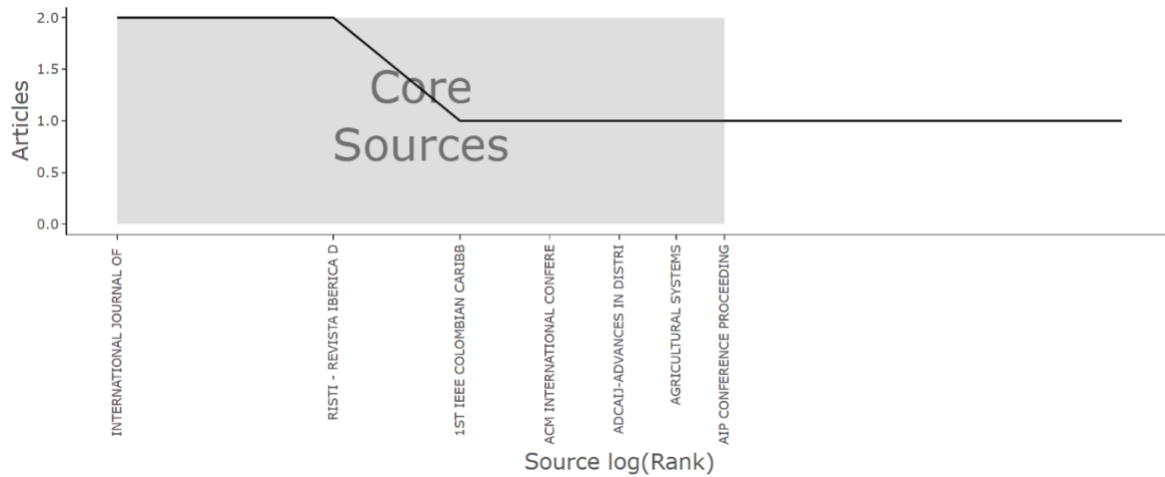 2.0
1.5
1.0
0.5
0.0
Articles
Core
Sources
INTERNATIONAL JOURNAL OF
RISTI - REVISTA IBERICA D
1ST IEEE COLOMBIAN CARIBB
ACM INTERNATIONAL CONFERE
ADCAIJ-ADVANCES IN DISTRI
AGRICULTURAL SYSTEMS
AIP CONFERENCE PROCEEDING
Source log(Rank)